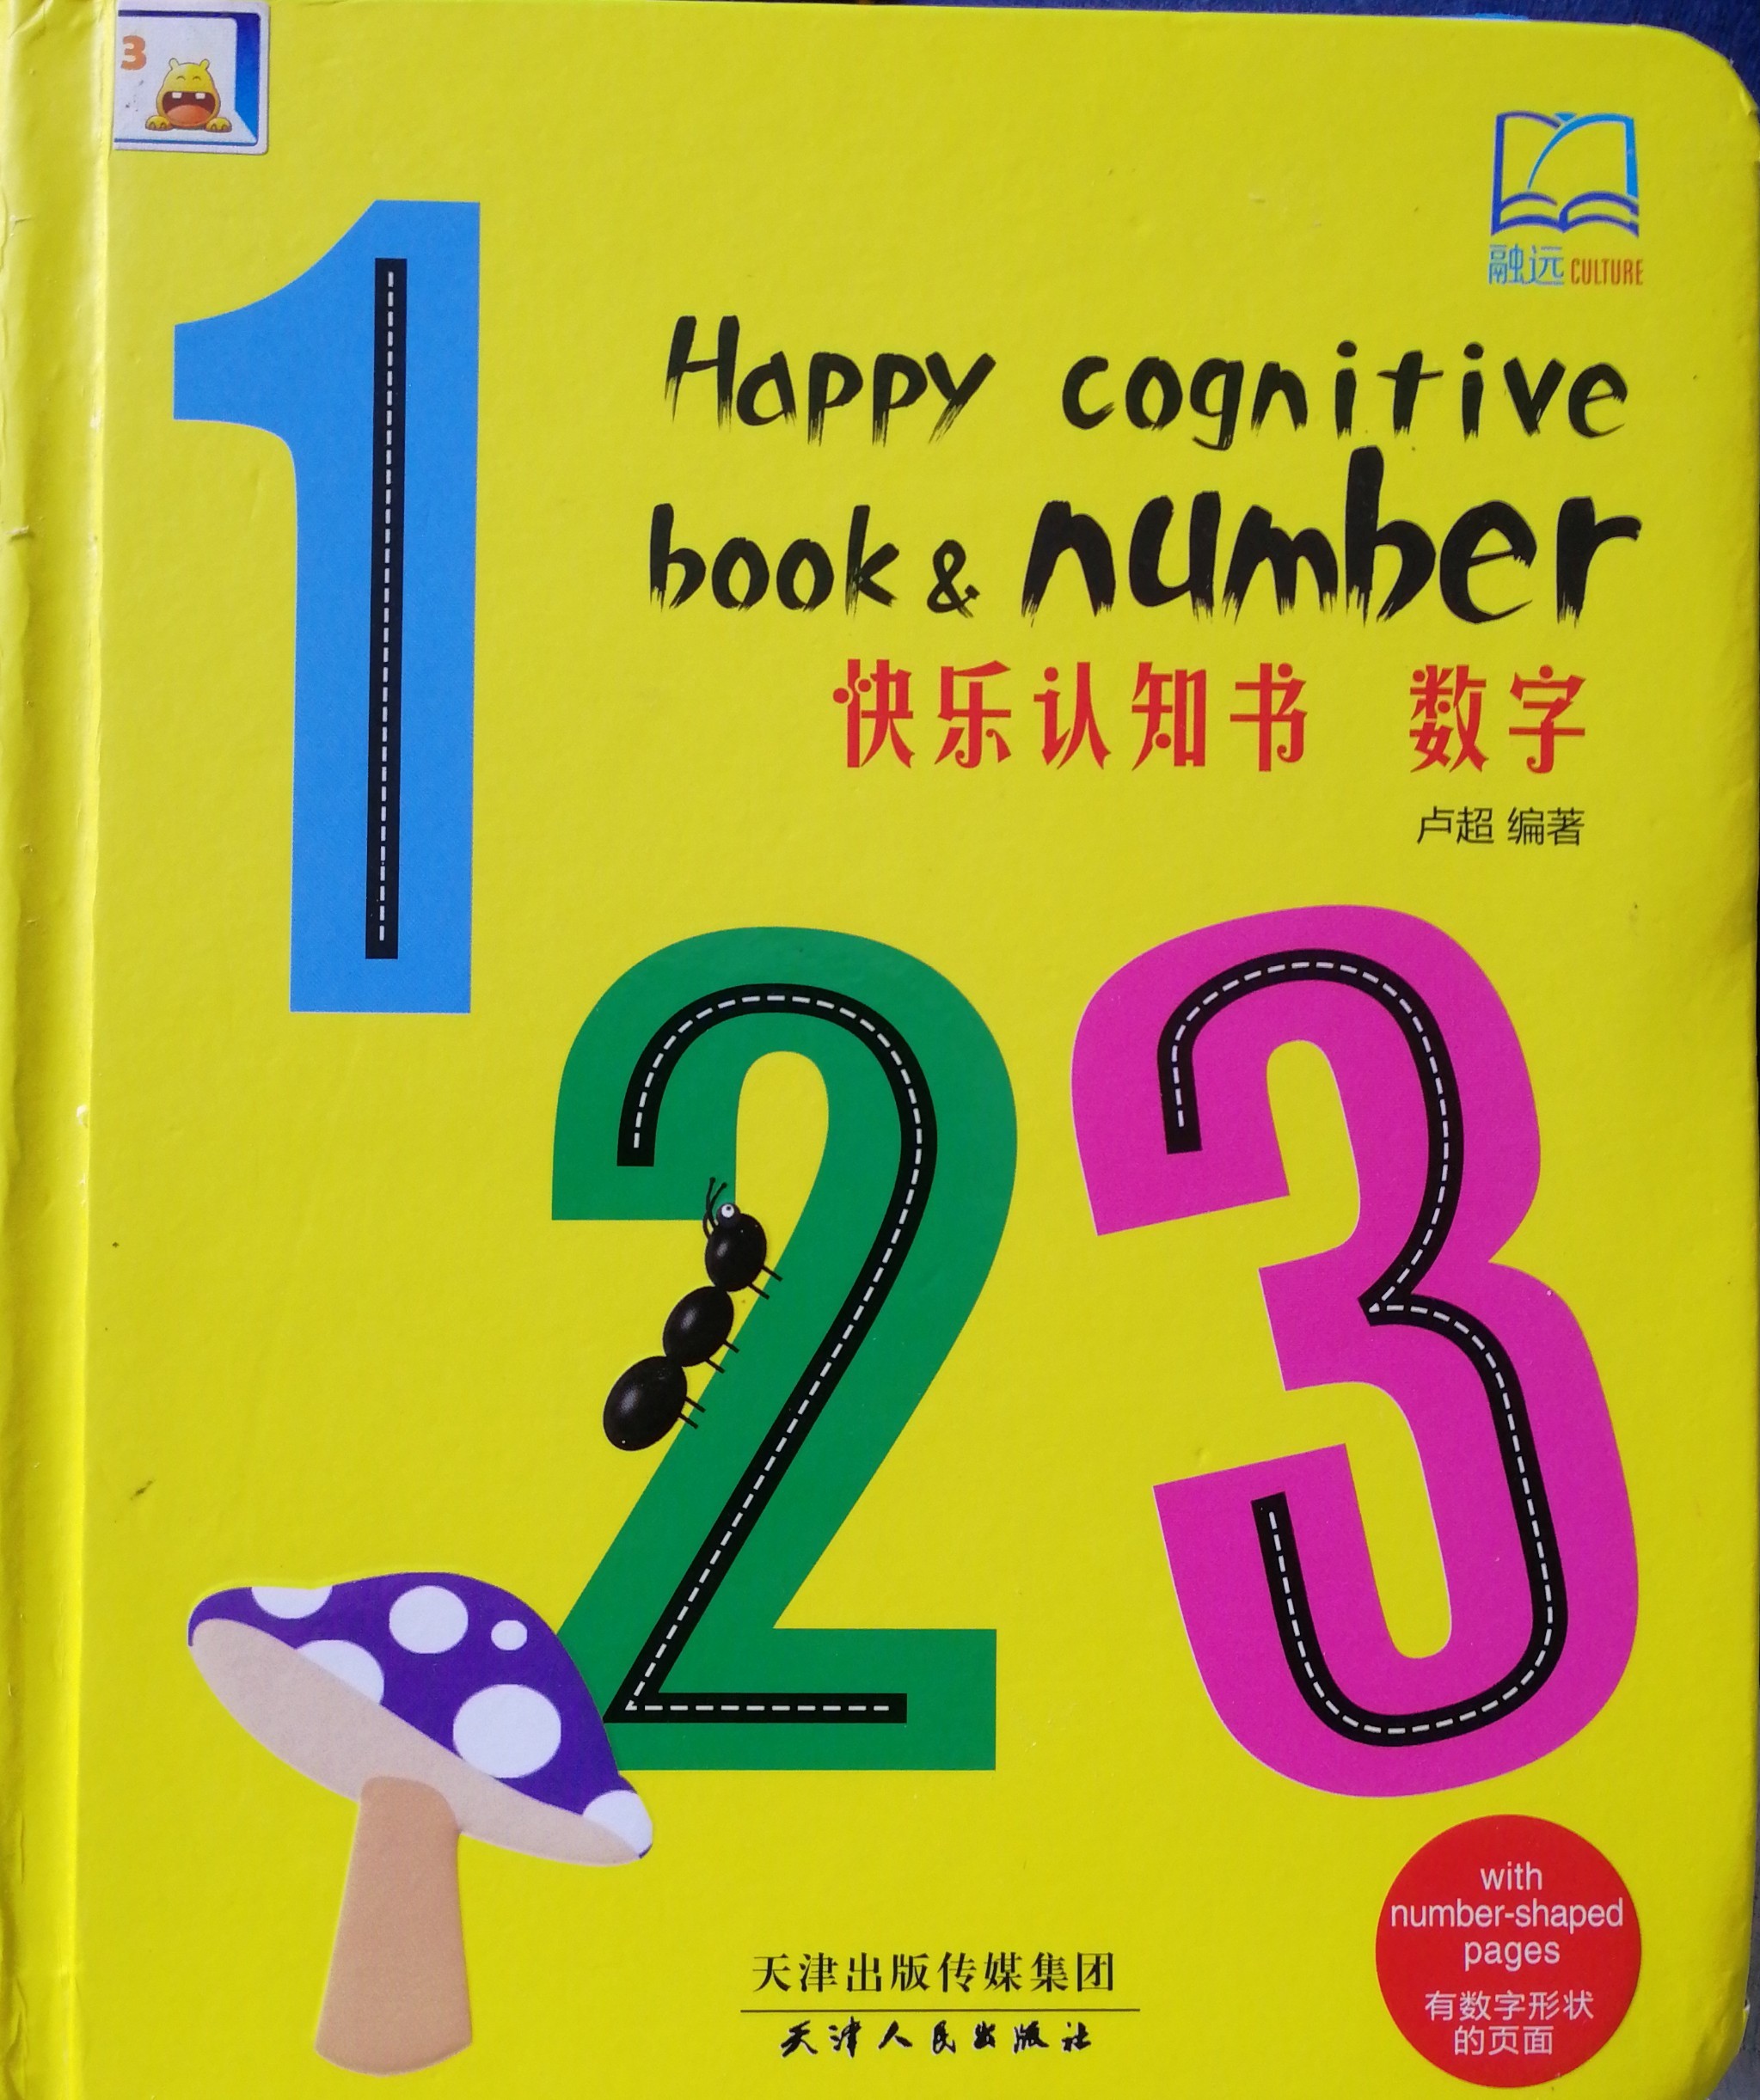 3
融远 CULTURE
1
Happy cognitive
book & number
快乐认知书 数字
卢超 编著
2 3
with
number-shaped
pages
有数字形状
的页面
天津出版传媒集团
天津人民出版社